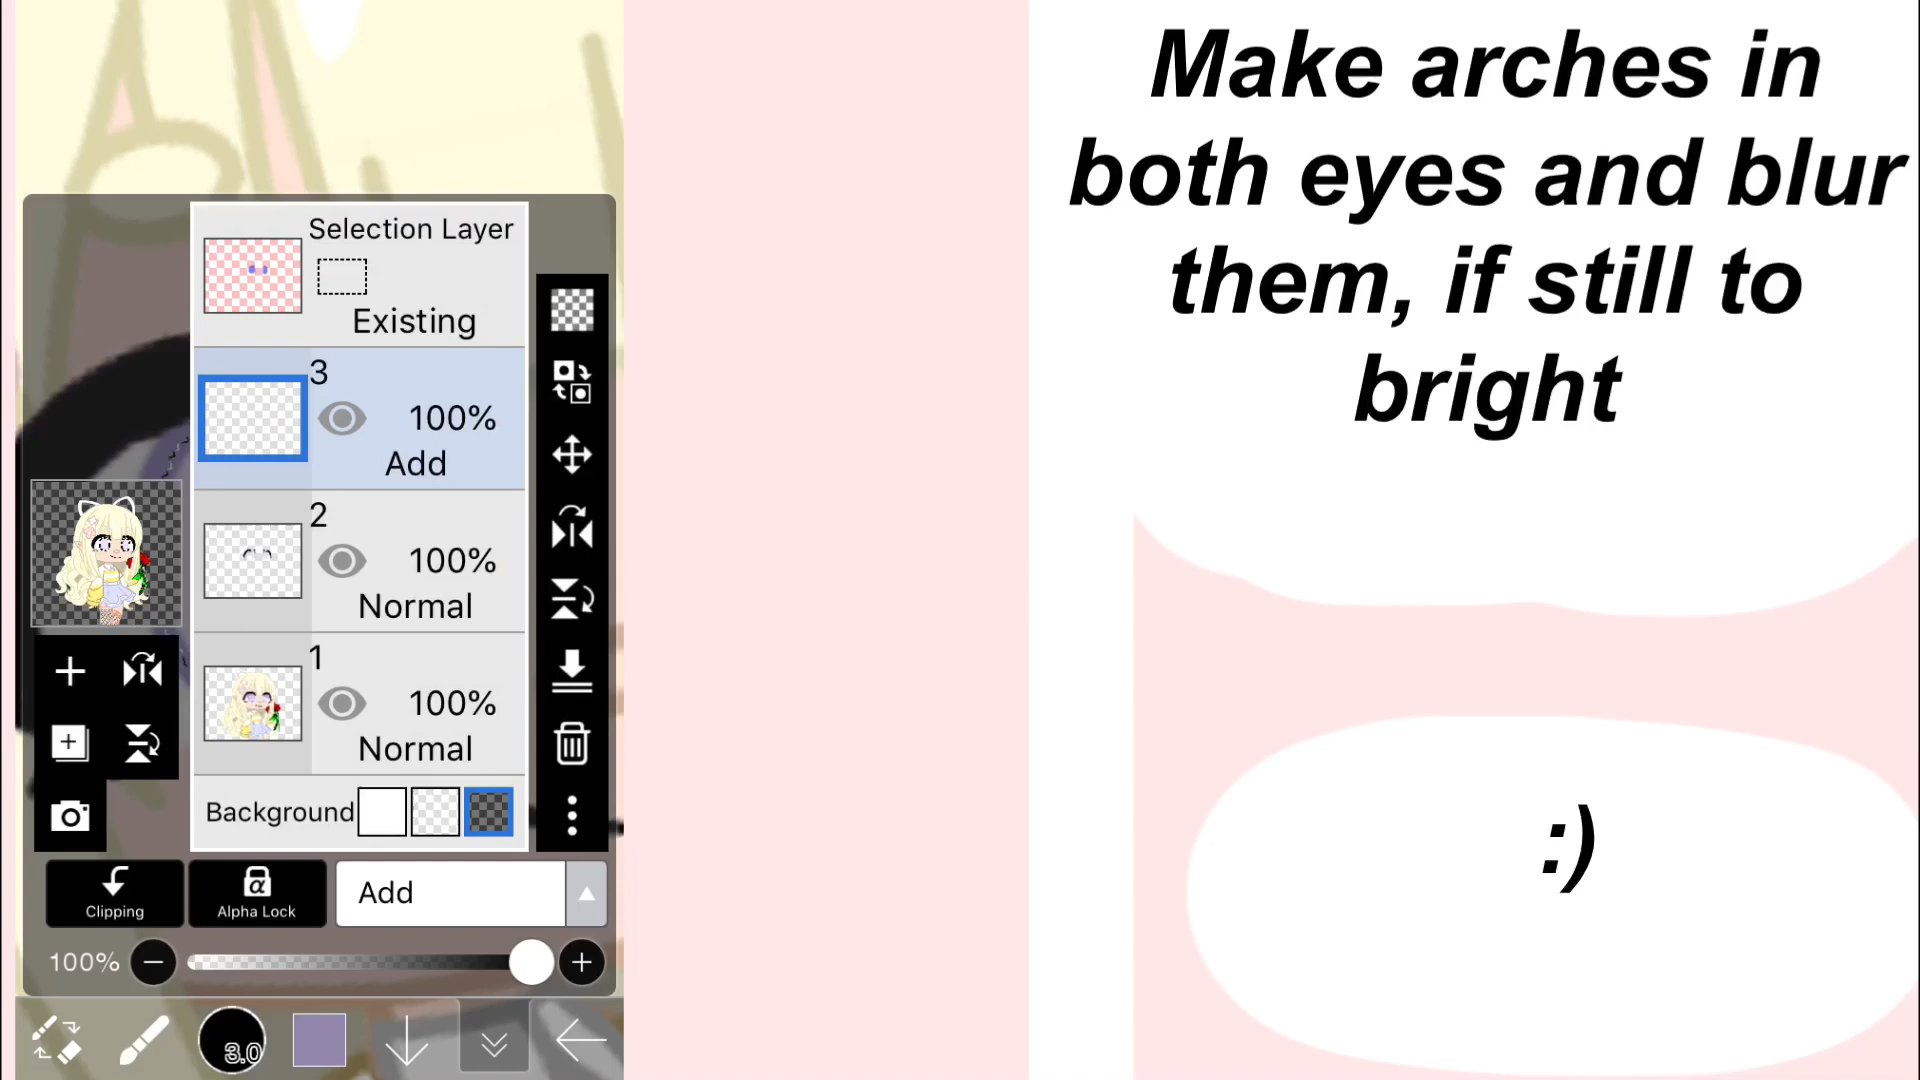 Make arches in
both eyes and blur
them, if still to
bright
:)
Selection Layer
Existing
3
100%
Add
2
100%
Normal
1
100%
Normal
Background
Clipping
α
Alpha Lock
Add
100%
3.0